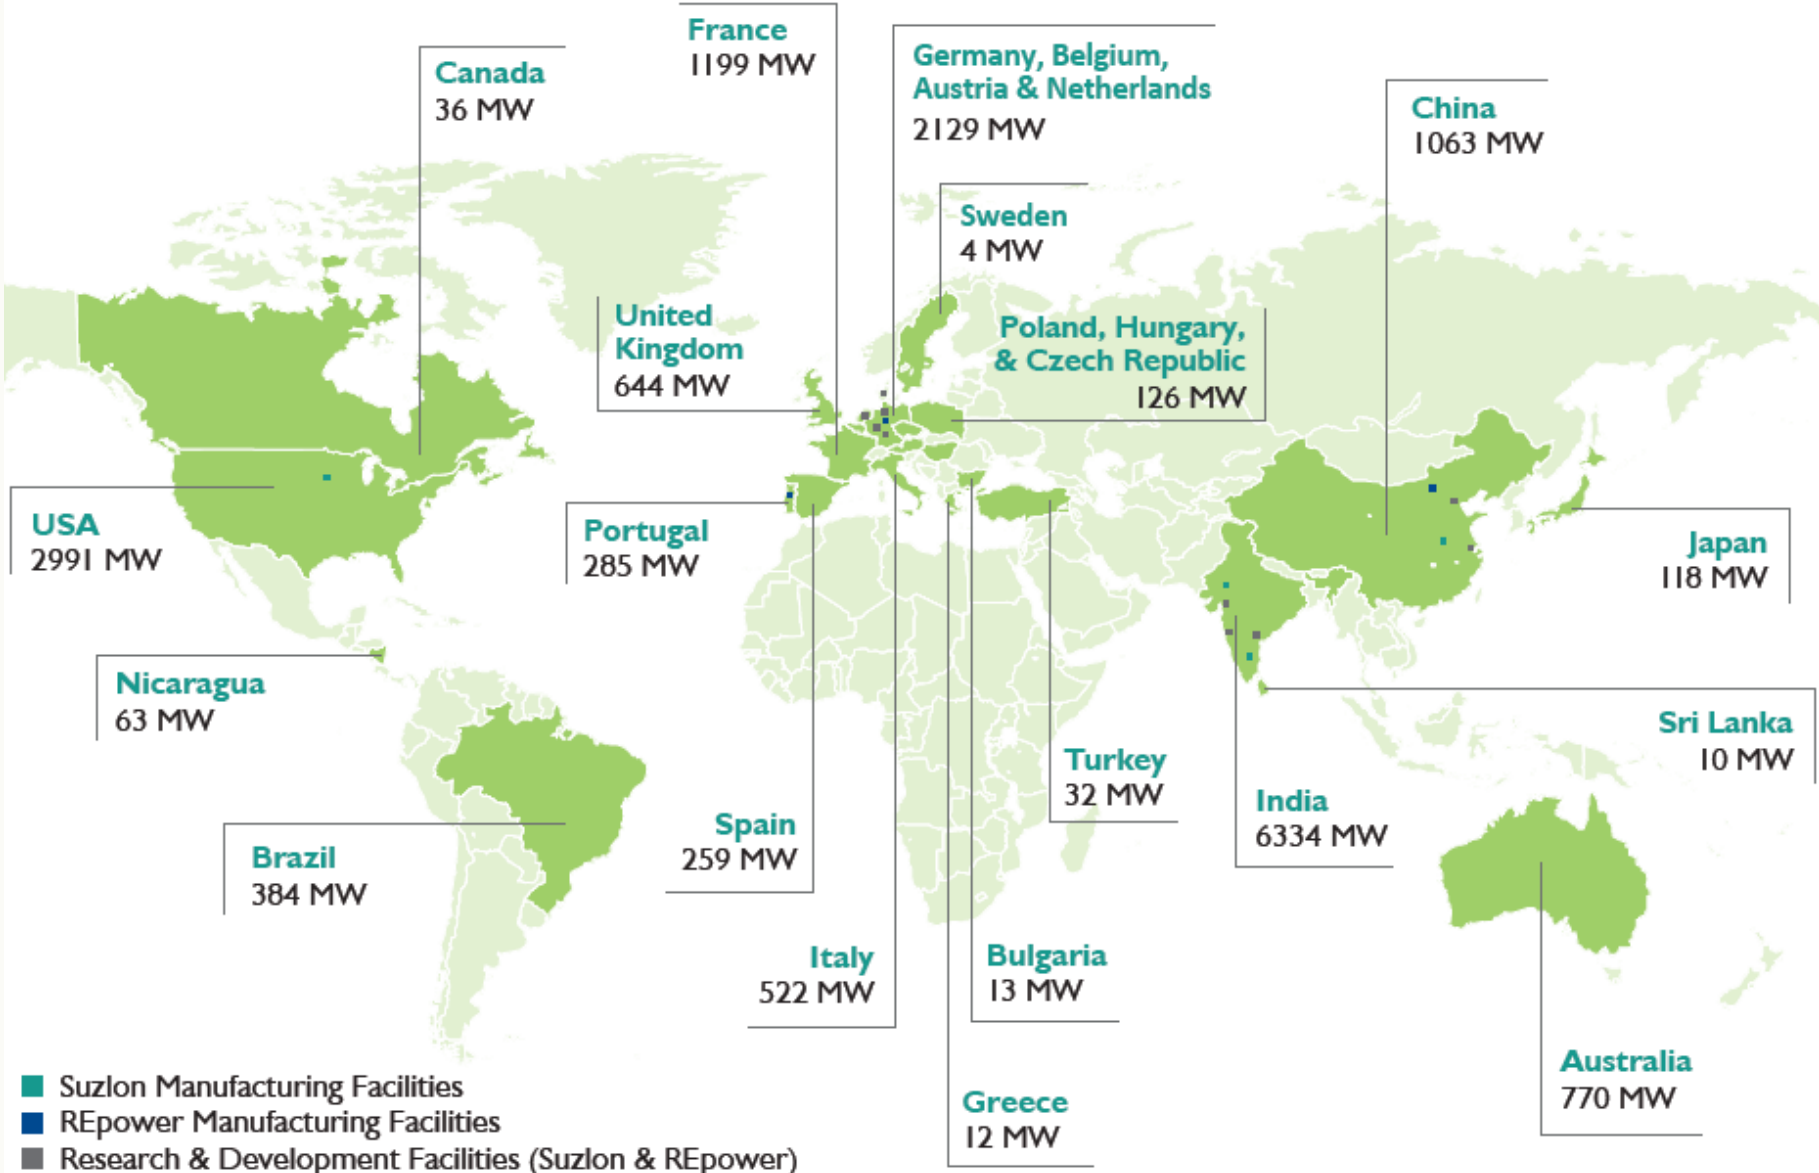 France
1199 MW
Canada
36 MW
Germany, Belgium,
Austria & Netherlands
2129 MW
China
1063 MW
Sweden
4 MW
United
Kingdom
644 MW
Poland, Hungary,
& Czech Republic
126 MW
USA
2991 MW
Portugal
285 MW
Japan
118 MW
Nicaragua
63 MW
Sri Lanka
10 MW
Turkey
32 MW
India
6334 MW
Spain
259 MW
Brazil
384 MW
Italy
522 MW
Bulgaria
13 MW
Australia
770 MW
Greece
12 MW
Suzlon Manufacturing Facilities
REpower Manufacturing Facilities
Research & Development Facilities (Suzlon & REpower)